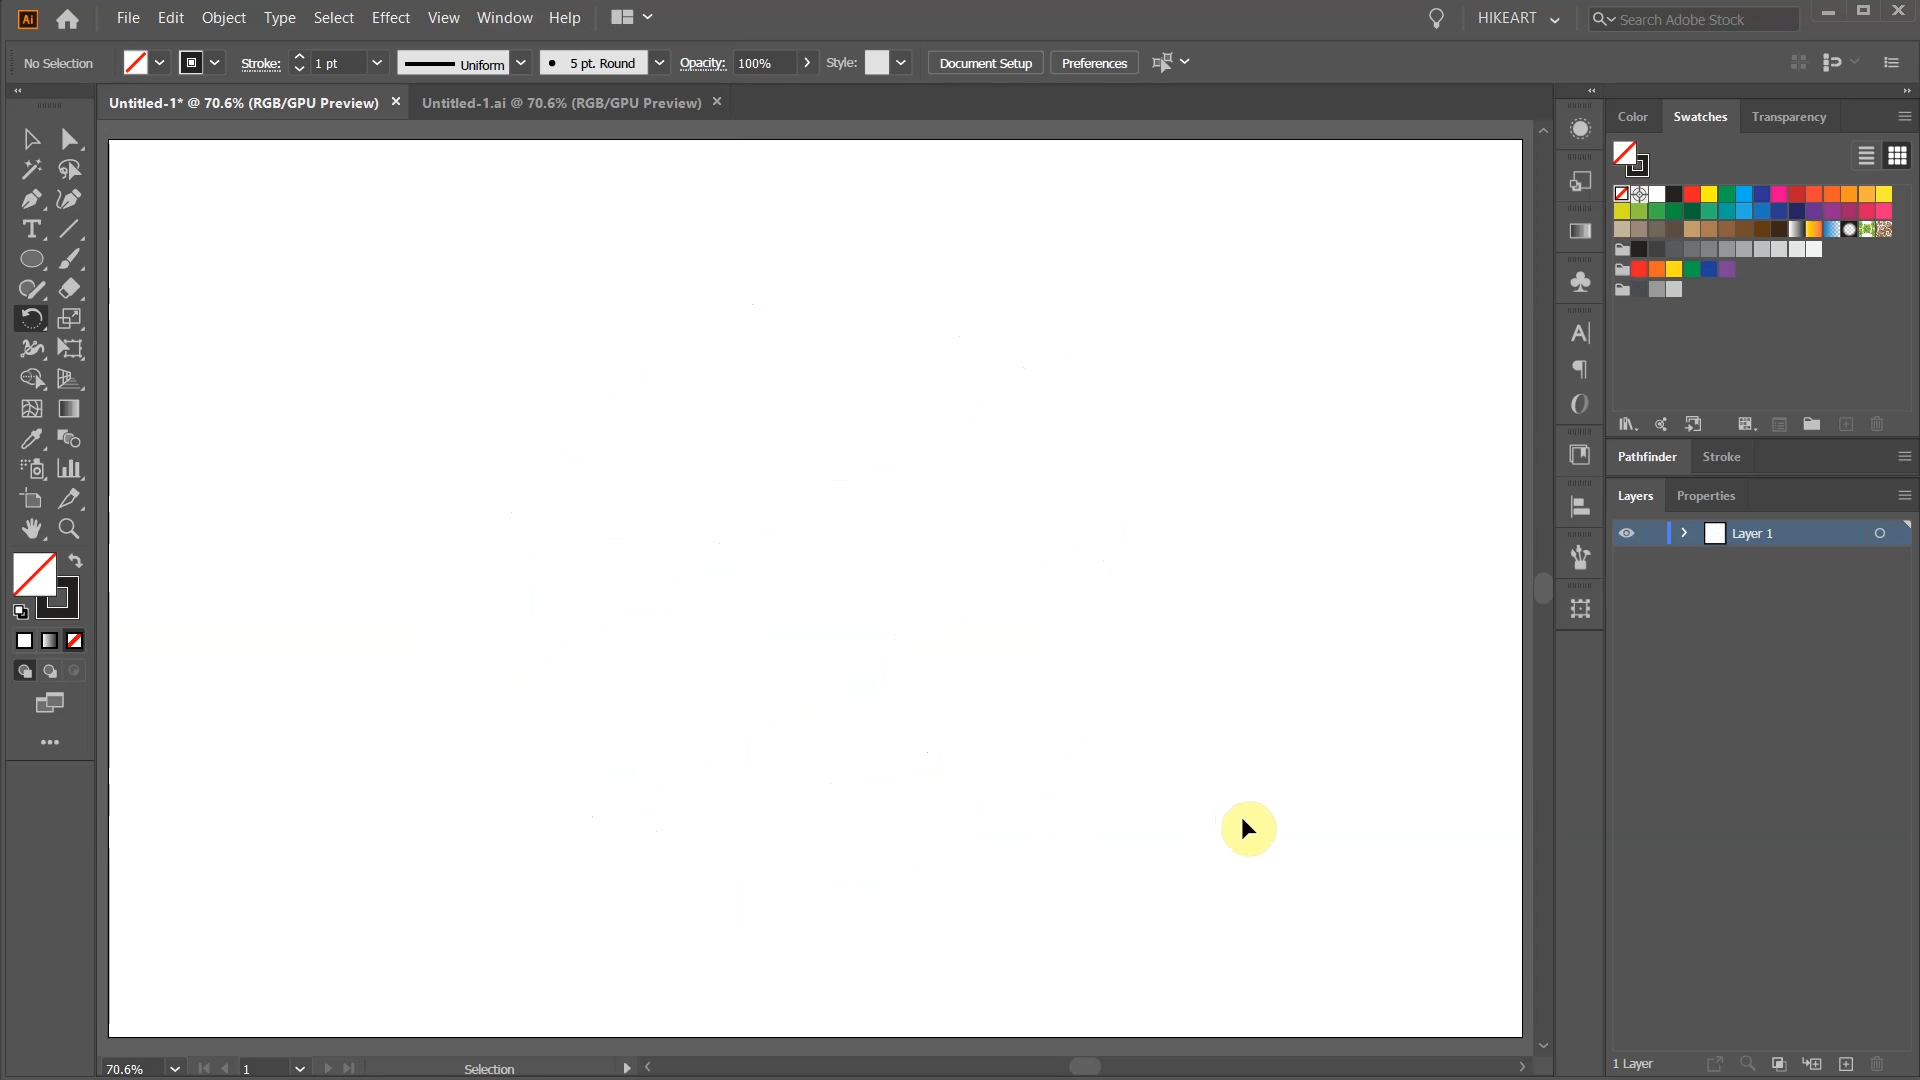 Ai File Edit Object Type Select Effect View Window Help HIKEART Search Adobe Stock
No Selection Stroke: 1 pt Uniform 5 pt. Round Opacity: 100% Style: Document Setup Preferences
Untitled-1* @ 70.6% (RGB/GPU Preview) Untitled-1.ai @ 70.6% (RGB/GPU Preview)
Color Swatches Transparency
Pathfinder Stroke
Layers Properties
Layer 1
1 Layer
70.6% 1 Selection